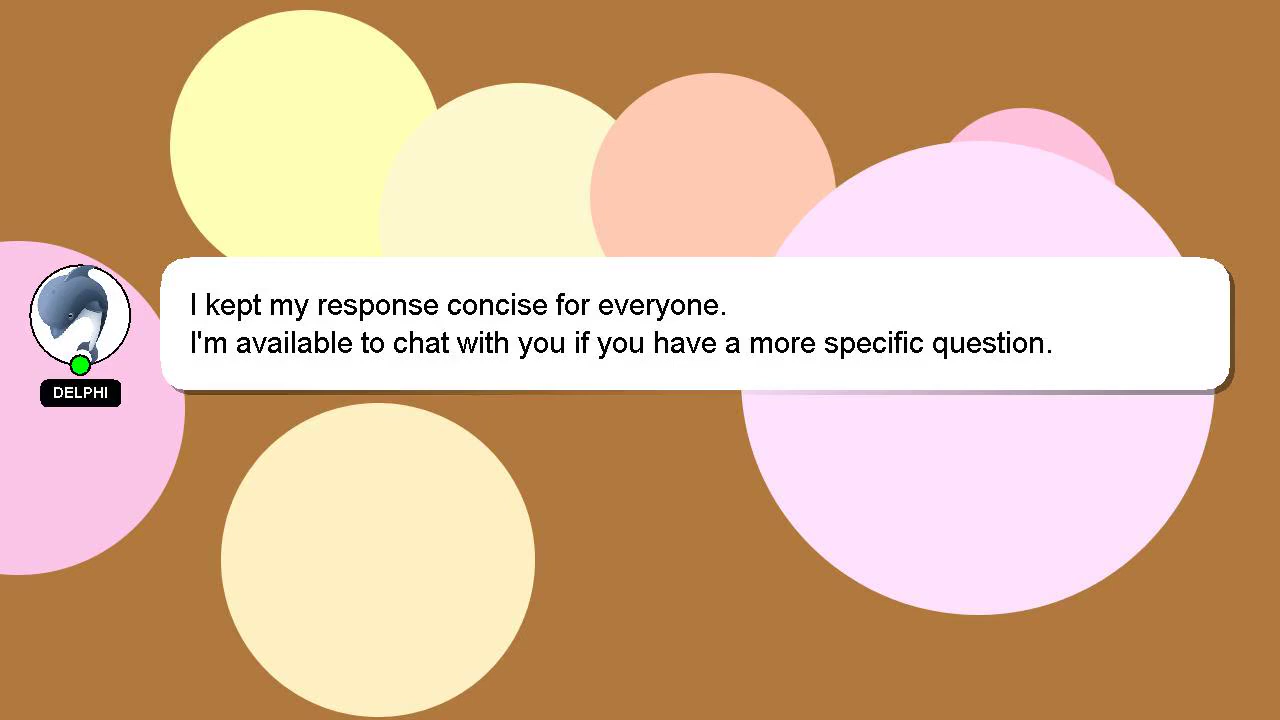 I kept my response concise for everyone.
I'm available to chat with you if you have a more specific question.
DELPHI